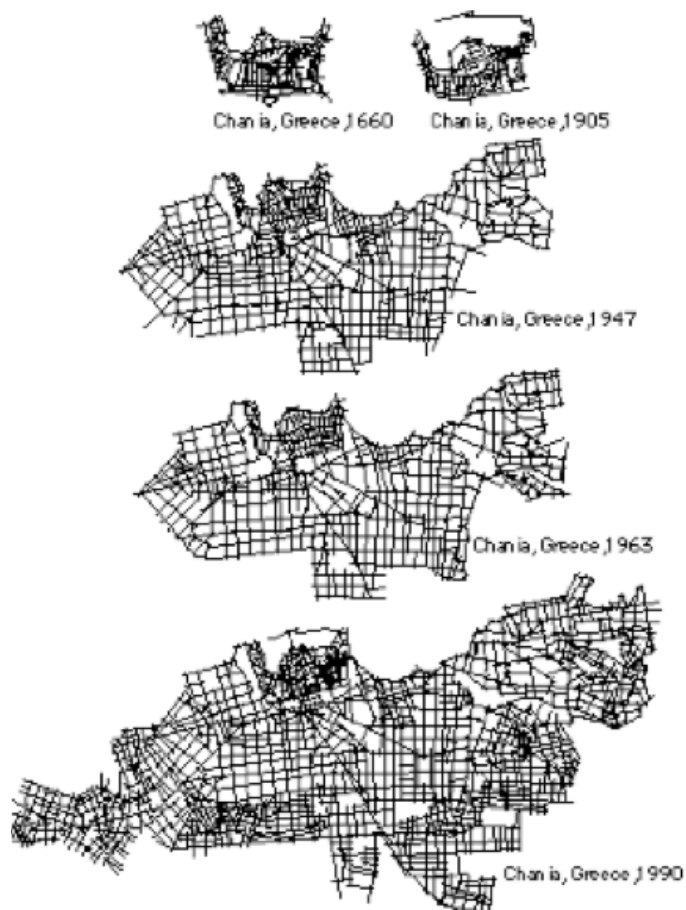 Chania, Greece,1660
Chania, Greece,1905
Chania, Greece,1947
Chania, Greece,1963
Chania, Greece,1990